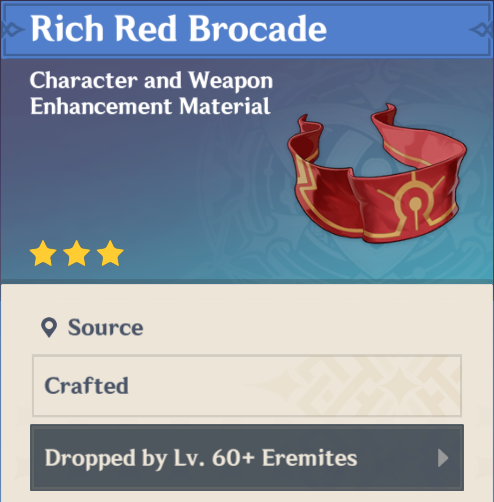 Rich Red Brocade
Character and Weapon
Enhancement Material
Source
Crafted
Dropped by Lv. 60+ Eremites